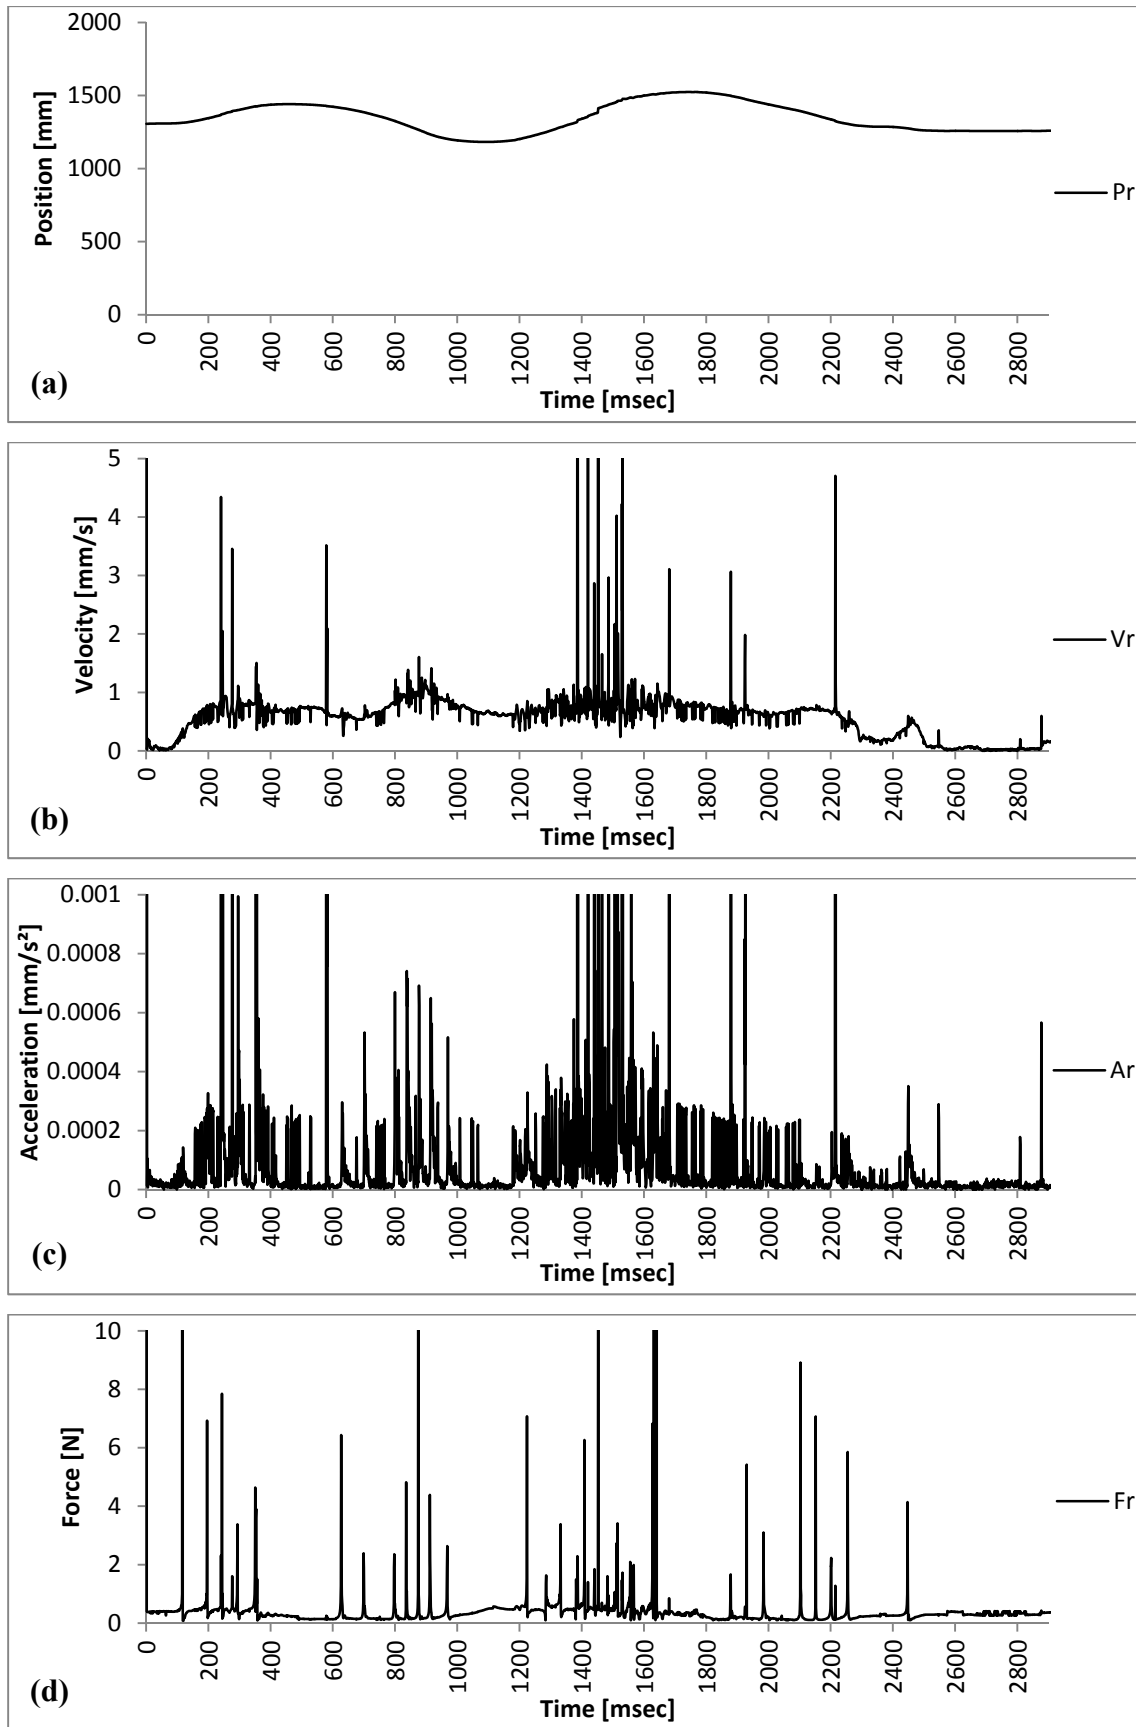 2000
1500
1000
500
0
Position [mm]
0 200 400 600 800 1000 1200 1400 1600 1800 2000 2200 2400 2600 2800
Time [msec]
Pr
(a)
5
4
3
2
1
0
Velocity [mm/s]
0 200 400 600 800 1000 1200 1400 1600 1800 2000 2200 2400 2600 2800
Time [msec]
Vr
(b)
0.001
0.0008
0.0006
0.0004
0.0002
0
Acceleration [mm/s²]
0 200 400 600 800 1000 1200 1400 1600 1800 2000 2200 2400 2600 2800
Time [msec]
Ar
(c)
10
8
6
4
2
0
Force [N]
0 200 400 600 800 1000 1200 1400 1600 1800 2000 2200 2400 2600 2800
Time [msec]
Fr
(d)